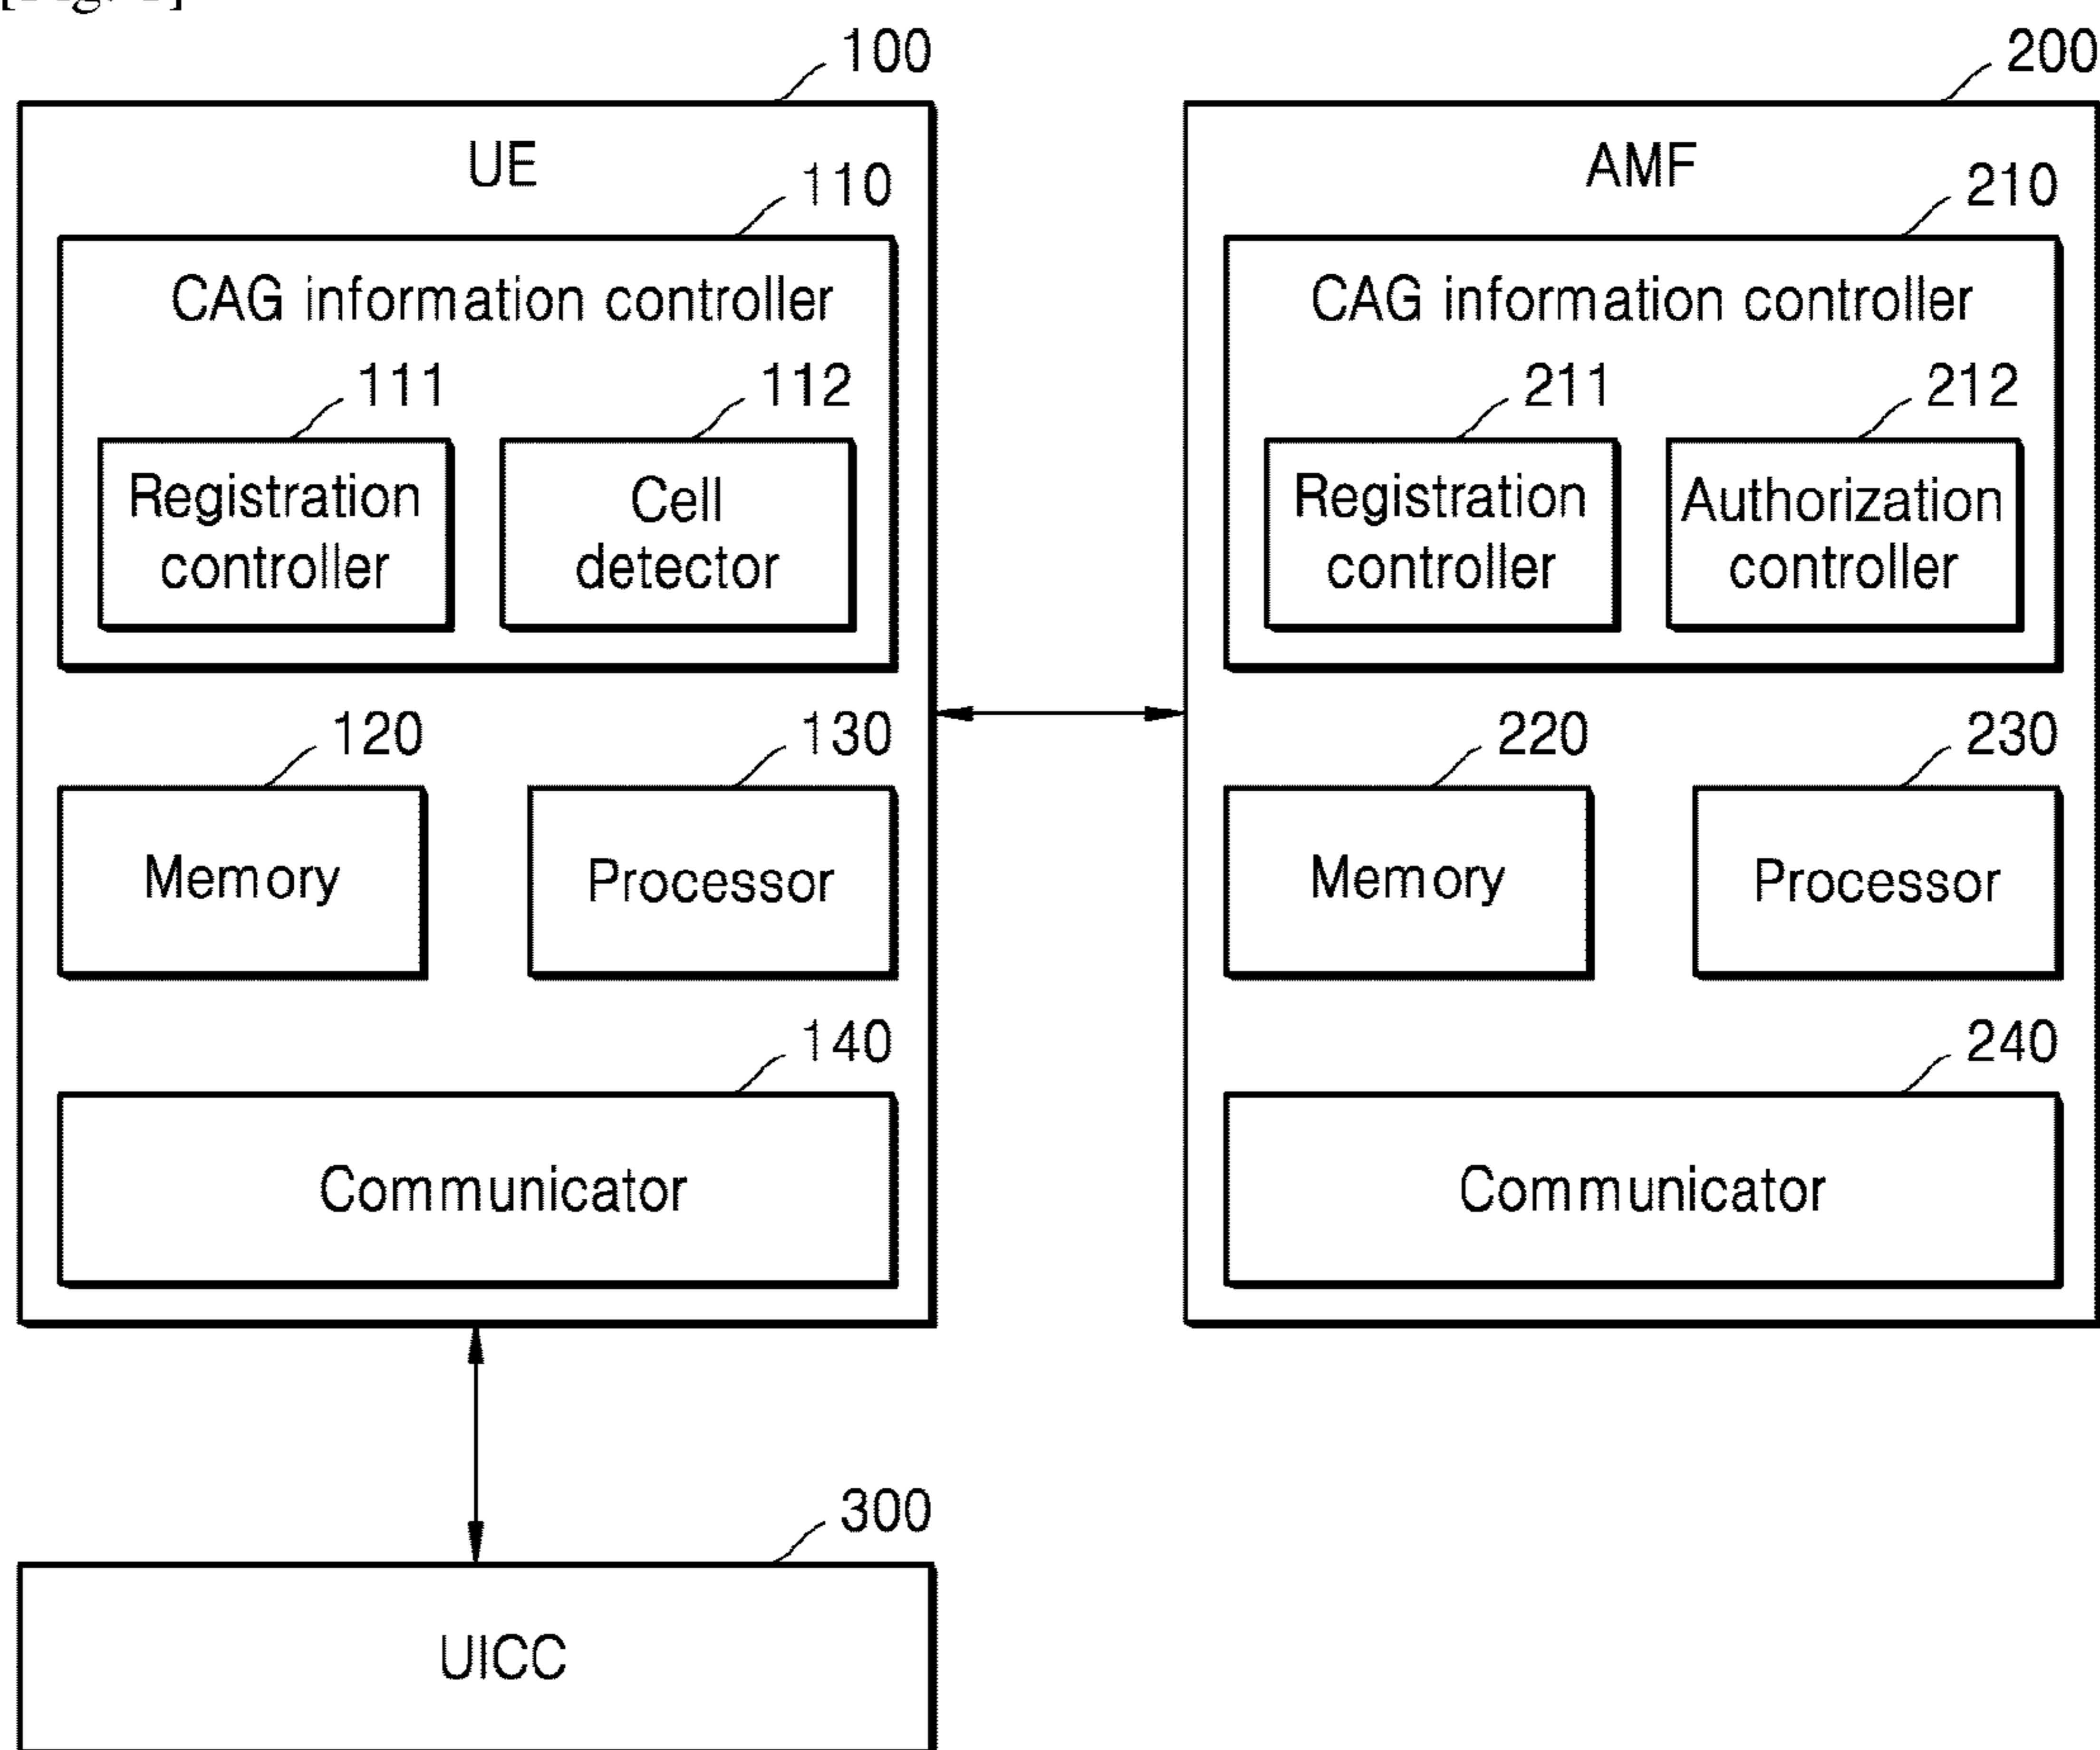 100
200
UE
AMF
110
210
CAG information controller
CAG information controller
111
112
211
212
Registration
controller
Cell
detector
Registration
controller
Authorization
controller
120
130
220
230
Memory
Processor
Memory
Processor
140
240
Communicator
Communicator
300
UICC